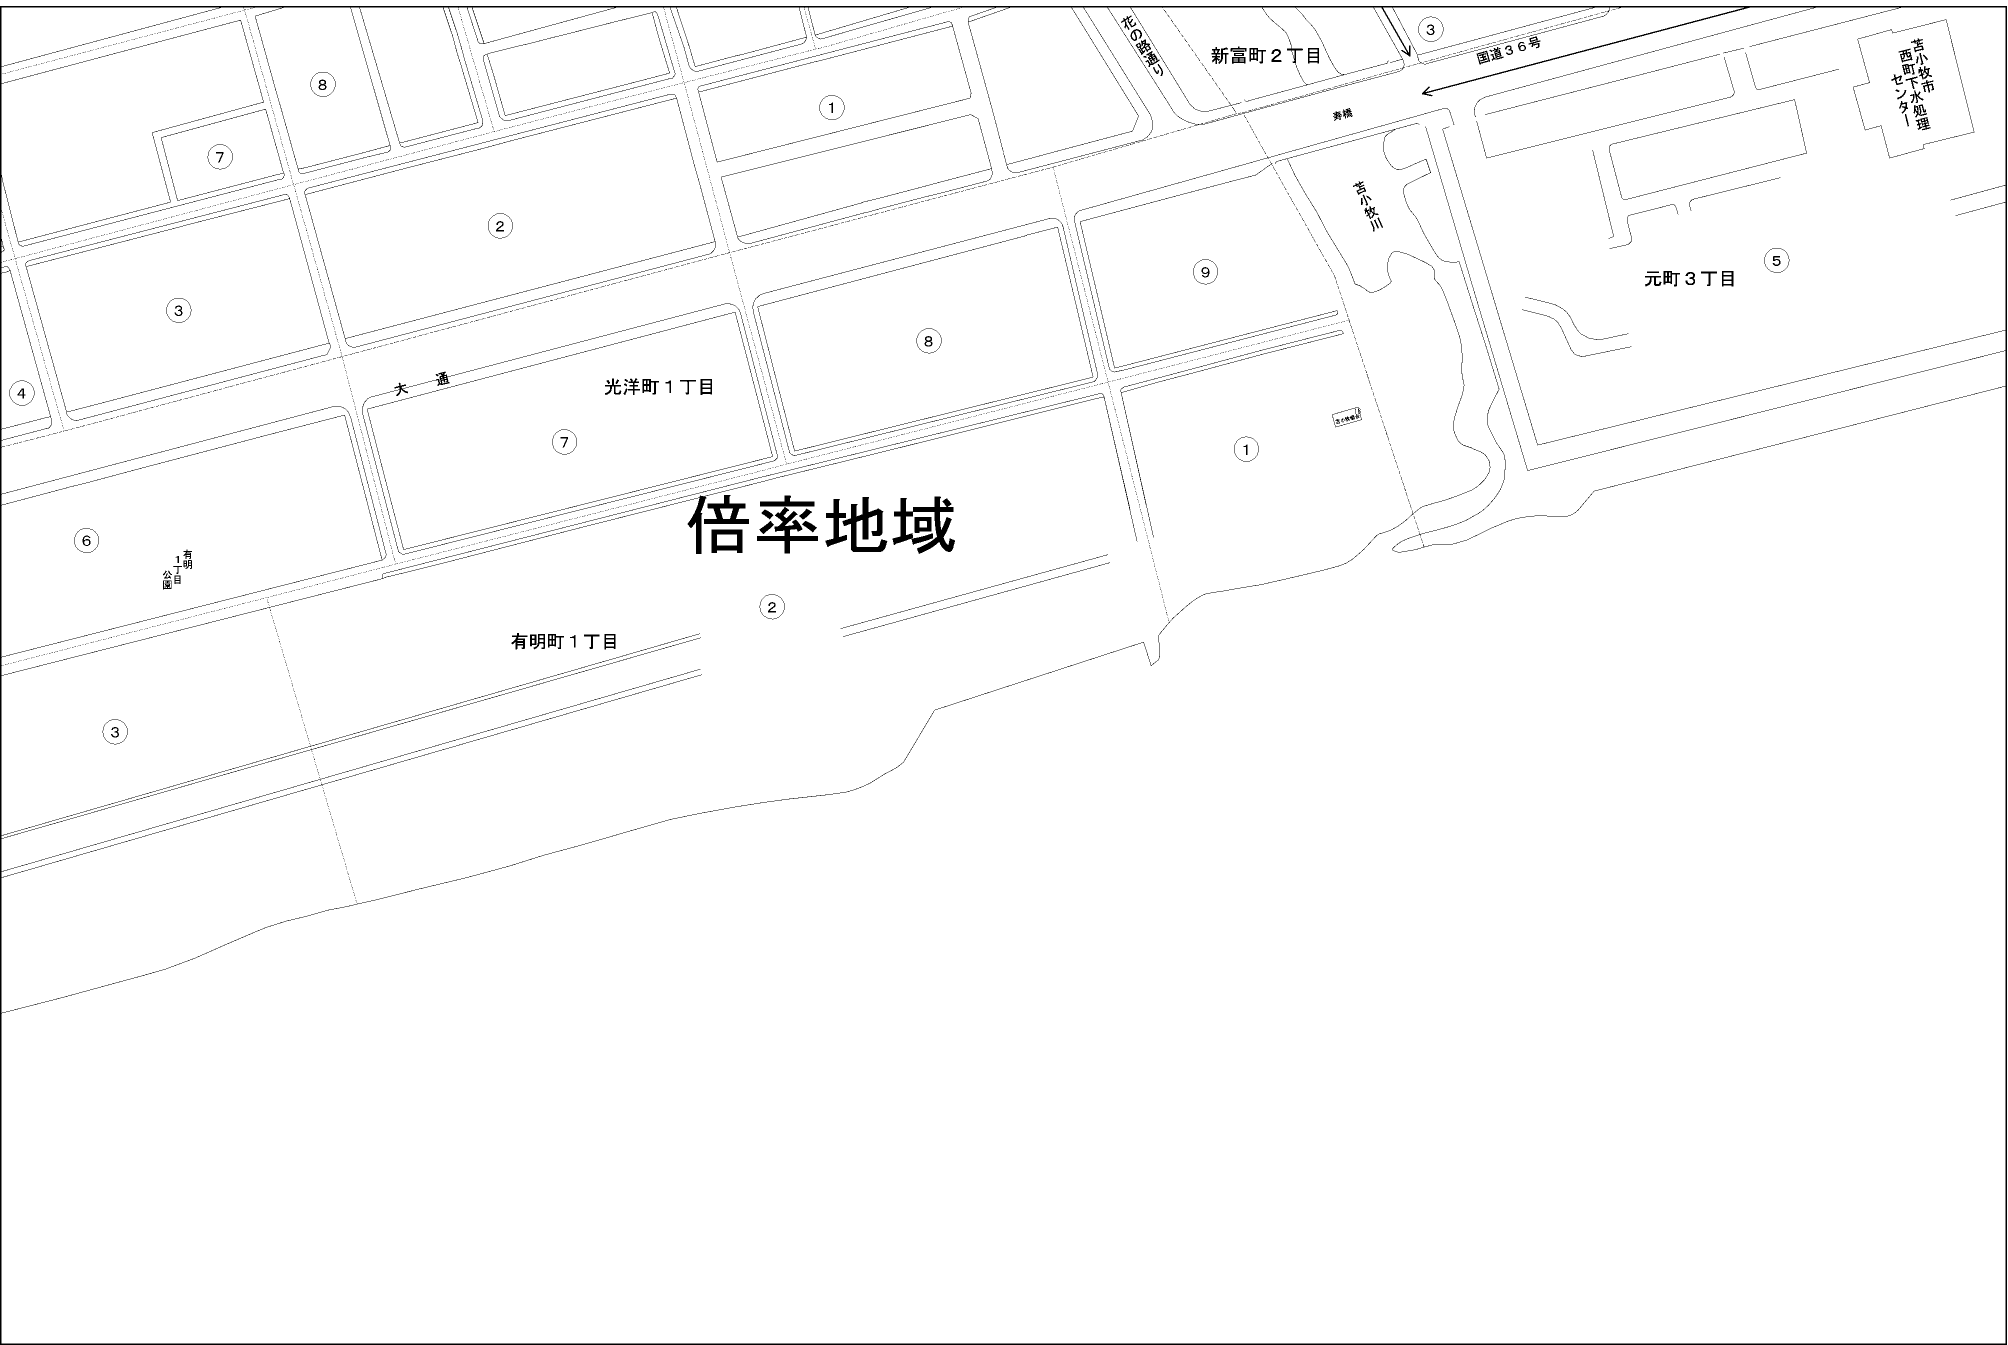 花の路通り
新富町２丁目
③
国道３６号
苫小牧市
西町下水処理
センター
⑧
①
寿橋
⑦
苫小牧川
②
⑨
⑤
元町３丁目
③
⑧
④
大通
光洋町１丁目
⑦
①
倍率地域
⑥
有明
１丁目
公園
②
有明町１丁目
③